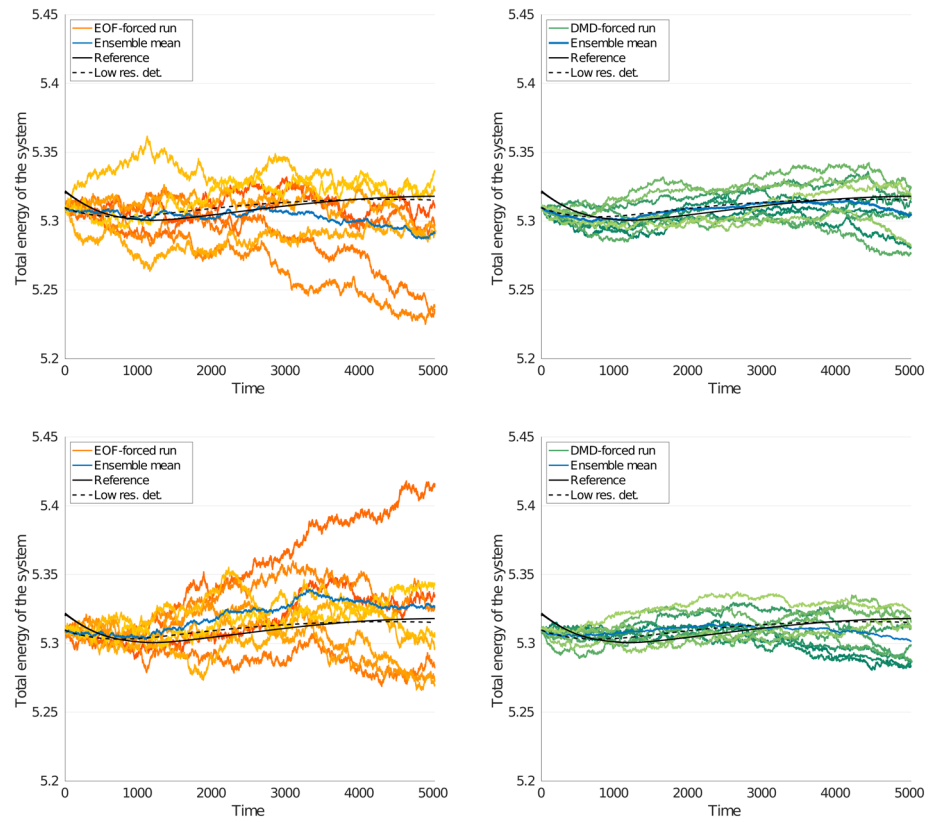 5.45
EOF-forced run
Ensemble mean
Reference
Low res. det.
5.4
5.35
5.3
5.25
5.2
Total energy of the system
0
1000
2000
3000
4000
5000
Time
5.45
DMD-forced run
Ensemble mean
Reference
Low res. det.
5.4
5.35
5.3
5.25
5.2
Total energy of the system
0
1000
2000
3000
4000
5000
Time
5.45
EOF-forced run
Ensemble mean
Reference
Low res. det.
5.4
5.35
5.3
5.25
5.2
Total energy of the system
0
1000
2000
3000
4000
5000
Time
5.45
DMD-forced run
Ensemble mean
Reference
Low res. det.
5.4
5.35
5.3
5.25
5.2
Total energy of the system
0
1000
2000
3000
4000
5000
Time